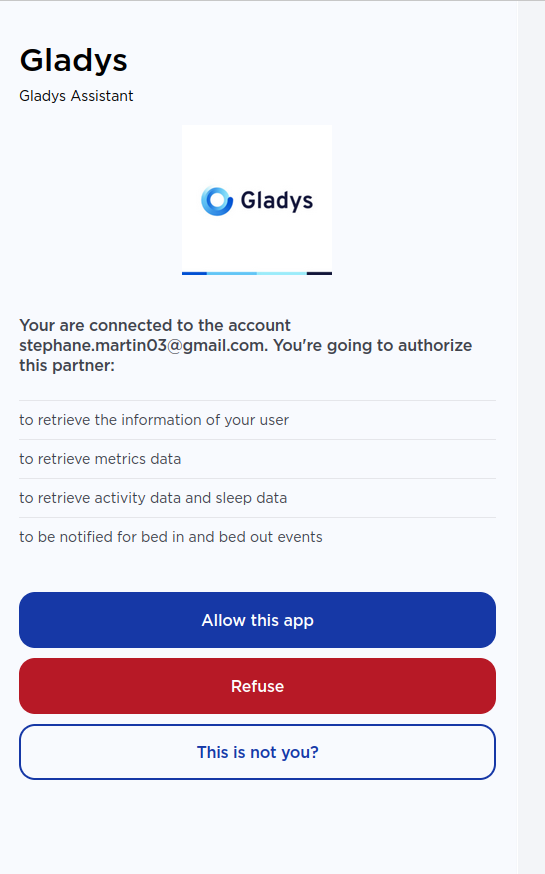 Gladys
Gladys Assistant
Gladys
Your are connected to the account
stephane.martin03@gmail.com. You're going to authorize
this partner:
to retrieve the information of your user
to retrieve metrics data
to retrieve activity data and sleep data
to be notified for bed in and bed out events
Allow this app
Refuse
This is not you?